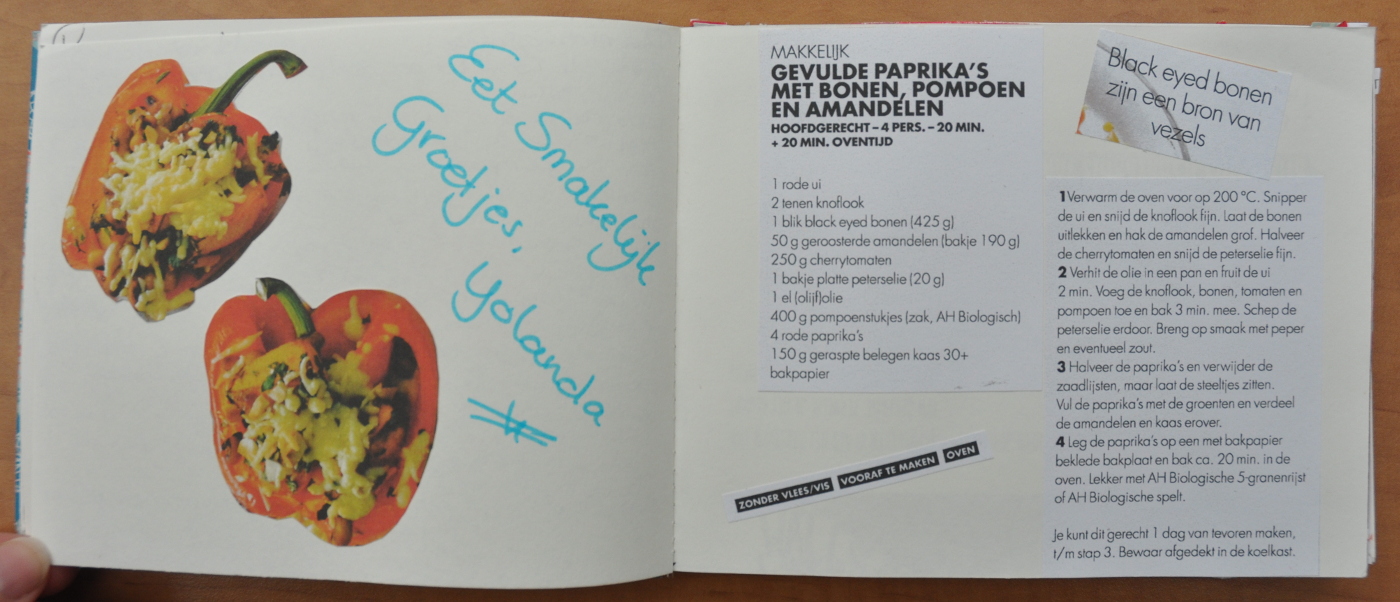 Eet Smakelijk
Groetjes,
Yolanda
MAKKELIJK
GEVULDE PAPRIKA'S
MET BONEN, POMPOEN
EN AMANDELEN
HOOFDGERECHT – 4 PERS. – 20 MIN.
+ 20 MIN. OVENTIJD
1 rode ui
2 tenen knoflook
1 blik black eyed bonen (425 g)
50 g geroosterde amandelen (bakje 190 g)
250 g cherrytomaten
1 bakje platte peterselie (20 g)
1 el (olijf)olie
400 g pompoenstukjes (zak, AH Biologisch)
4 rode paprika's
150 g geraspte belegen kaas 30+
bakpapier
ZONDER VLEES/VIS VOORAF TE MAKEN OVEN
Black eyed bonen
zijn een bron van
vezels
1 Verwarm de oven voor op 200 °C. Snipper
de ui en snijd de knoflook fijn. Laat de bonen
uitlekken en hak de amandelen grof. Halveer
de cherrytomaten en snijd de peterselie fijn.
2 Verhit de olie in een pan en fruit de ui
2 min. Voeg de knoflook, bonen, tomaten en
pompoen toe en bak 3 min. mee. Schep de
peterselie erdoor. Breng op smaak met peper
en eventueel zout.
3 Halveer de paprika's en verwijder de
zaadlijsten, maar laat de steeltjes zitten.
Vul de paprika's met de groenten en verdeel
de amandelen en kaas erover.
4 Leg de paprika's op een met bakpapier
beklede bakplaat en bak ca. 20 min. in de
oven. Lekker met AH Biologische 5-granenrijst
of AH Biologische spelt.
Je kunt dit gerecht 1 dag van tevoren maken,
t/m stap 3. Bewaar afgedekt in de koelkast.